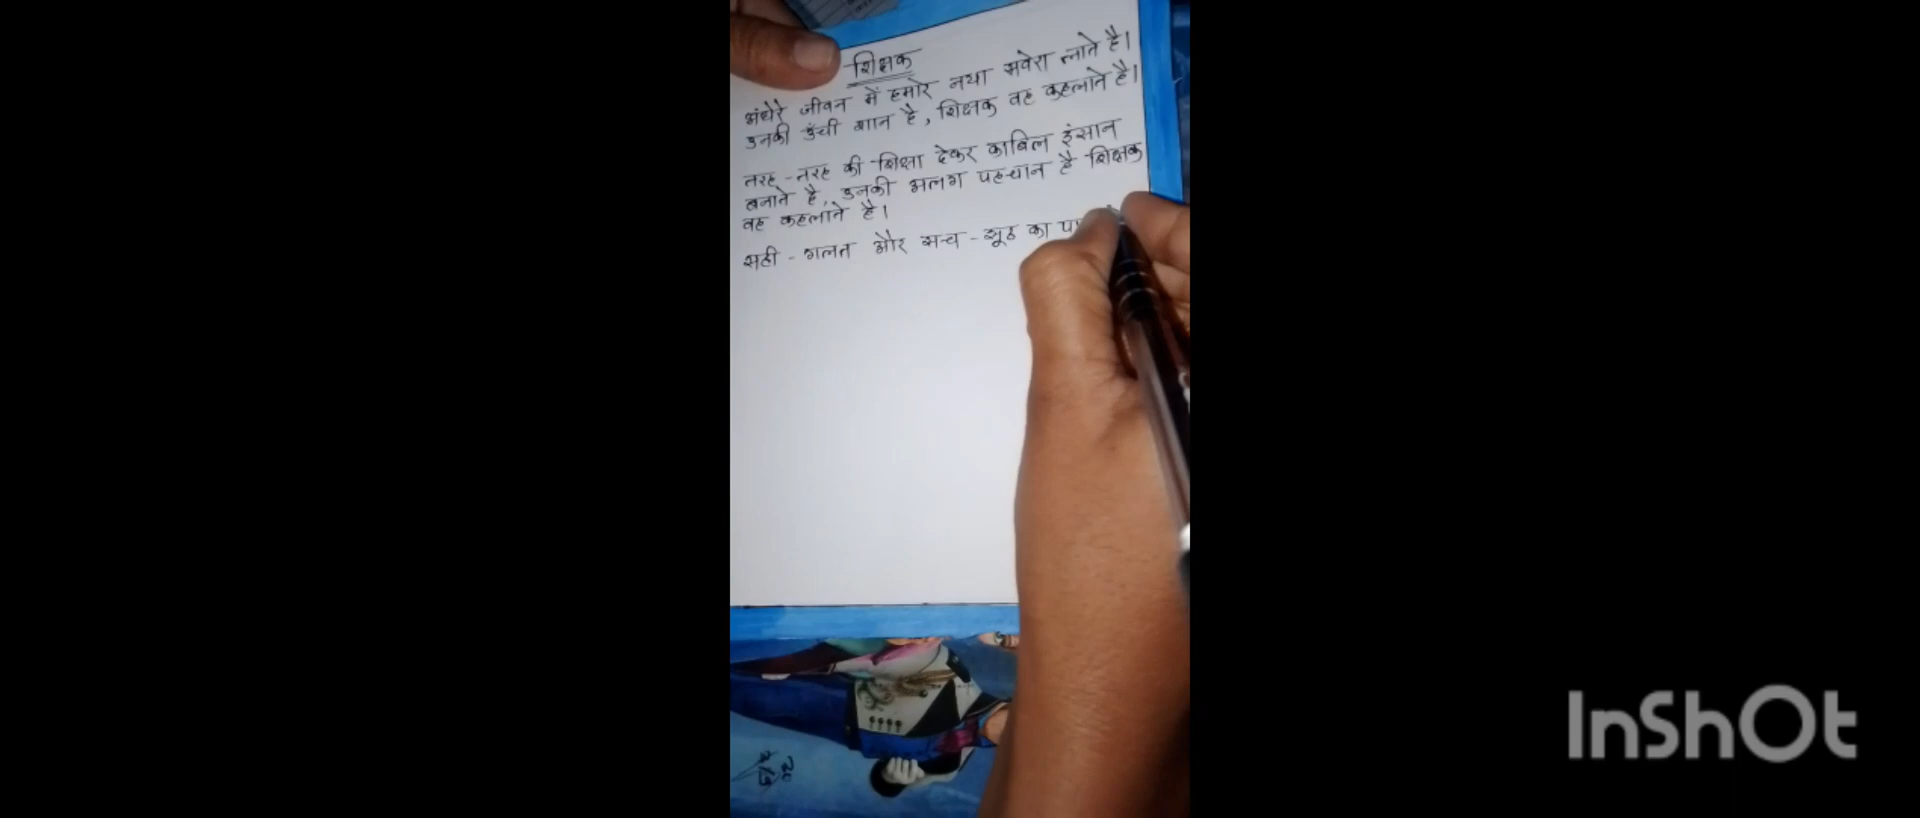 शिक्षक
अंधेरे जीवन में हमारे नया सवेरा लाते है।
उनकी ऊँची शान है, शिक्षक वह कहलाते है।
तरह-तरह की शिक्षा देकर काबिल इंसान
बनाते है, उनकी अलग पहचान है शिक्षक
वह कहलाते है।
सही-गलत और सच-झूठ का
InShOt